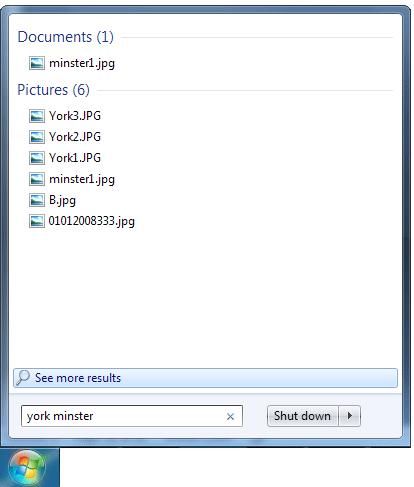 Documents (1)
minster1.jpg
Pictures (6)
York3.JPG
York2.JPG
York1.JPG
minster1.jpg
B.jpg
01012008333.jpg
See more results
york minster
Shut down